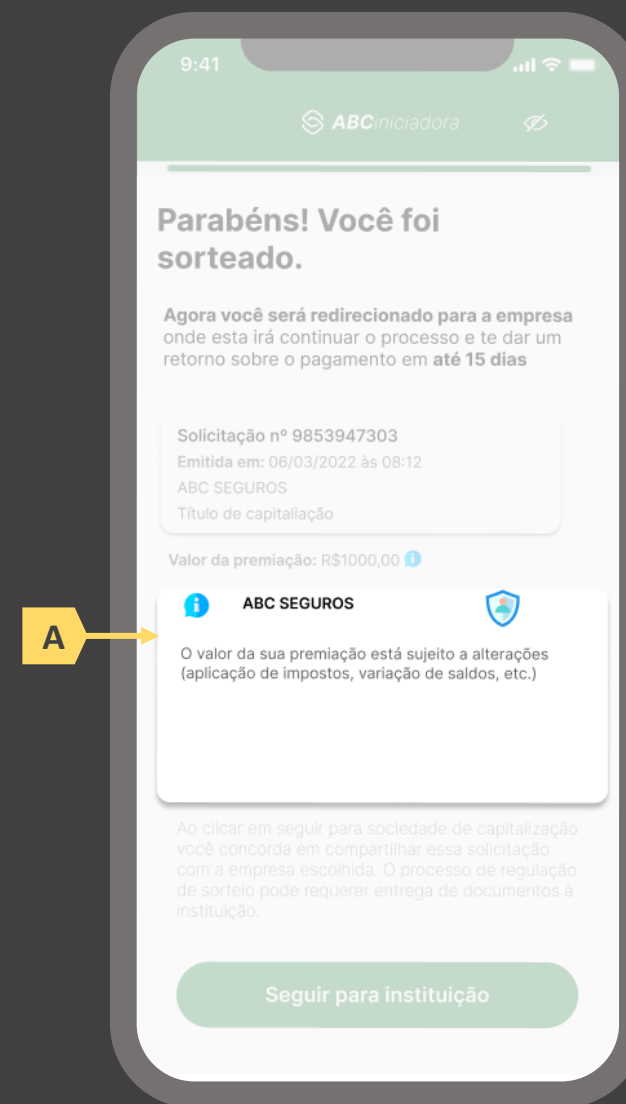 9:41
ABCiniciadora
Parabéns! Você foi
sorteado.
Agora você será redirecionado para a empresa
onde esta irá continuar o processo e te dar um
retorno sobre o pagamento em até 15 dias
Solicitação nº 9853947303
Emitida em: 06/03/2022 às 08:12
ABC SEGUROS
Título de capitaliação
Valor da premiação: R$1000,00
ABC SEGUROS
A
O valor da sua premiação está sujeito a alterações
(aplicação de impostos, variação de saldos, etc.)
Ao clicar em seguir para sociedade de capitalização
você concorda em compartilhar essa solicitação
com a empresa escolhida. O processo de regulação
de sorteio pode requerer entrega de documentos à
instituição.
Seguir para instituição